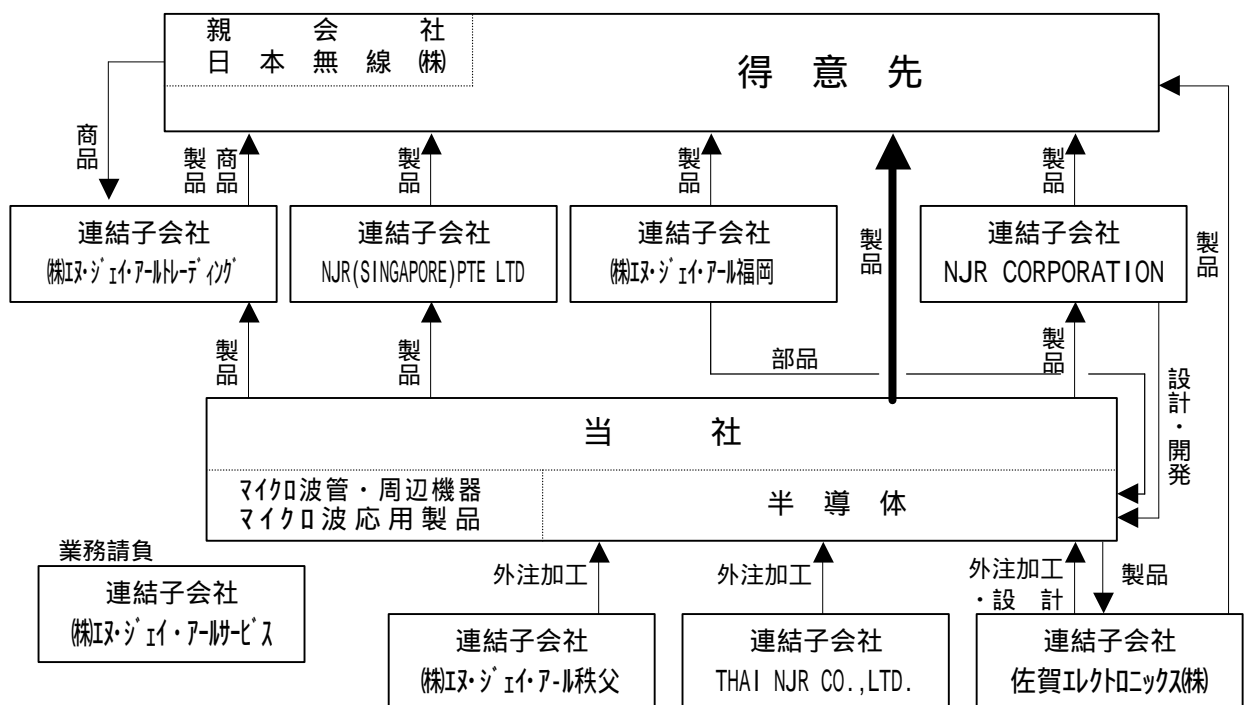 親会社
日本無線㈱
得意先
商品
製品
商品
製品
製品
製品
製品
製品
連結子会社
㈱エヌ・ジェイ・アールトレーディング
連結子会社
NJR(SINGAPORE)PTE LTD
連結子会社
㈱エヌ・ジェイ・アール福岡
連結子会社
NJR CORPORATION
製品
製品
部品
製品
設計・開発
当社
マイクロ波管・周辺機器
マイクロ波応用製品
半導体
業務請負
連結子会社
㈱エヌ・ジェイ・アールサービス
外注加工
外注加工
外注加工
・設計
製品
連結子会社
㈱エヌ・ジェイ・アール秩父
連結子会社
THAI NJR CO.,LTD.
連結子会社
佐賀エレクトロニックス㈱